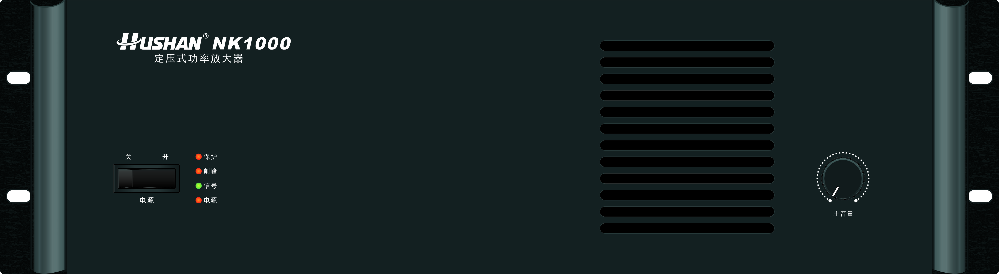 HUSHAN® NK1000
定压式功率放大器
关 开
保护
削峰
信号
电源
电源
主音量